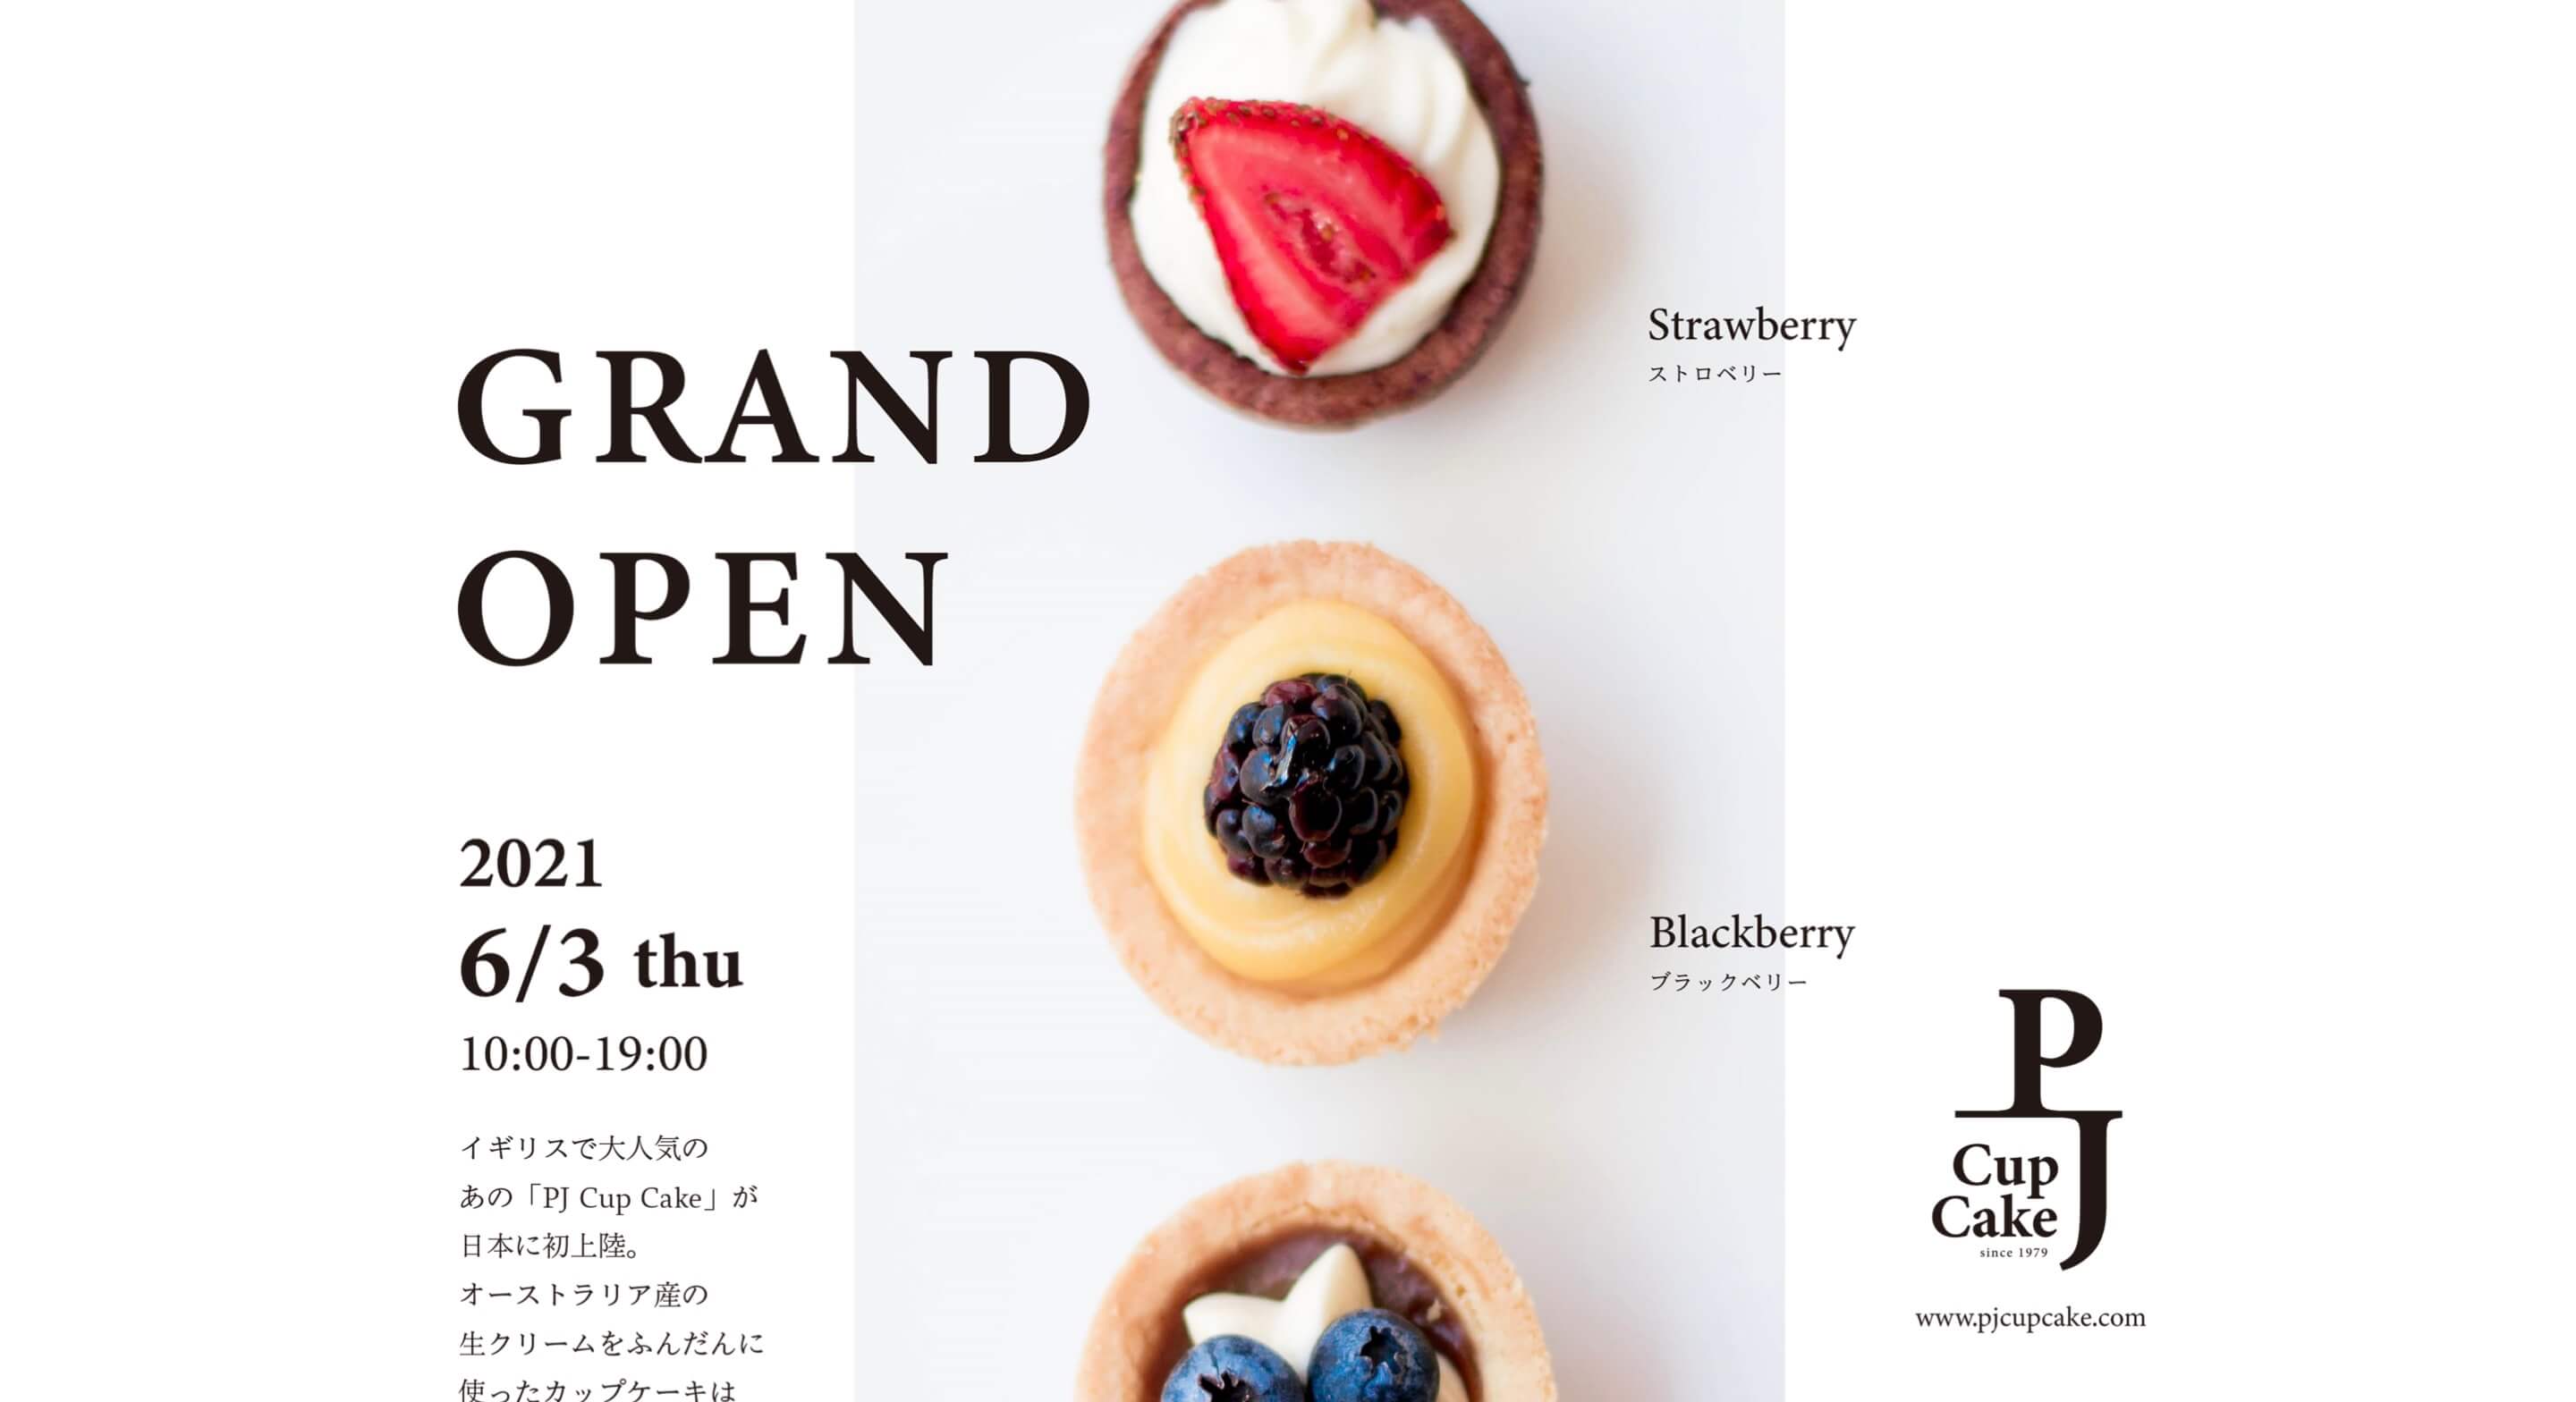 GRAND
OPEN
2021
6/3 thu
10:00-19:00
イギリスで大人気の
あの「PJ Cup Cake」が
日本に初上陸。
オーストラリア産の
生クリームをふんだんに
使ったカップケーキは
Strawberry
ストロベリー
Blackberry
ブラックベリー
P
J
Cup
Cake
since 1979
www.pjcupcake.com